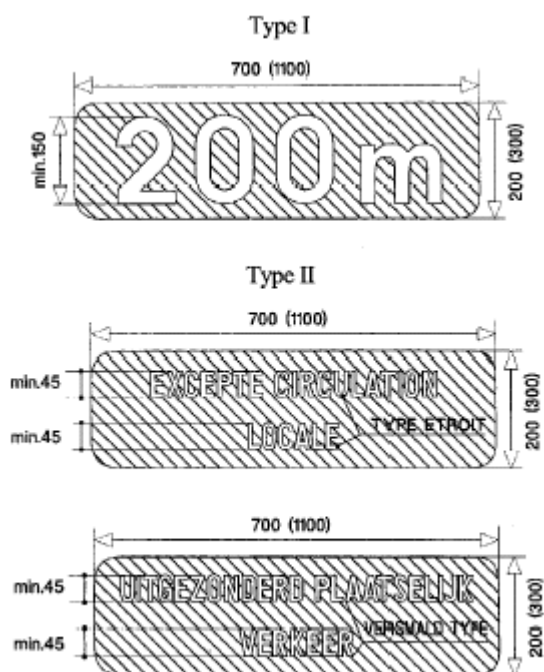 Type I
700 (1100)
min.150
200m
200 (300)
Type II
700 (1100)
min.45
EXCEPTE CIRCULATION
200 (300)
min.45
LOCALE
TYPE ETROIT
700 (1100)
min.45
UITGEZONDERD PLAATSELIJK
200 (300)
min.45
VERKEER
VERSMALD TYPE